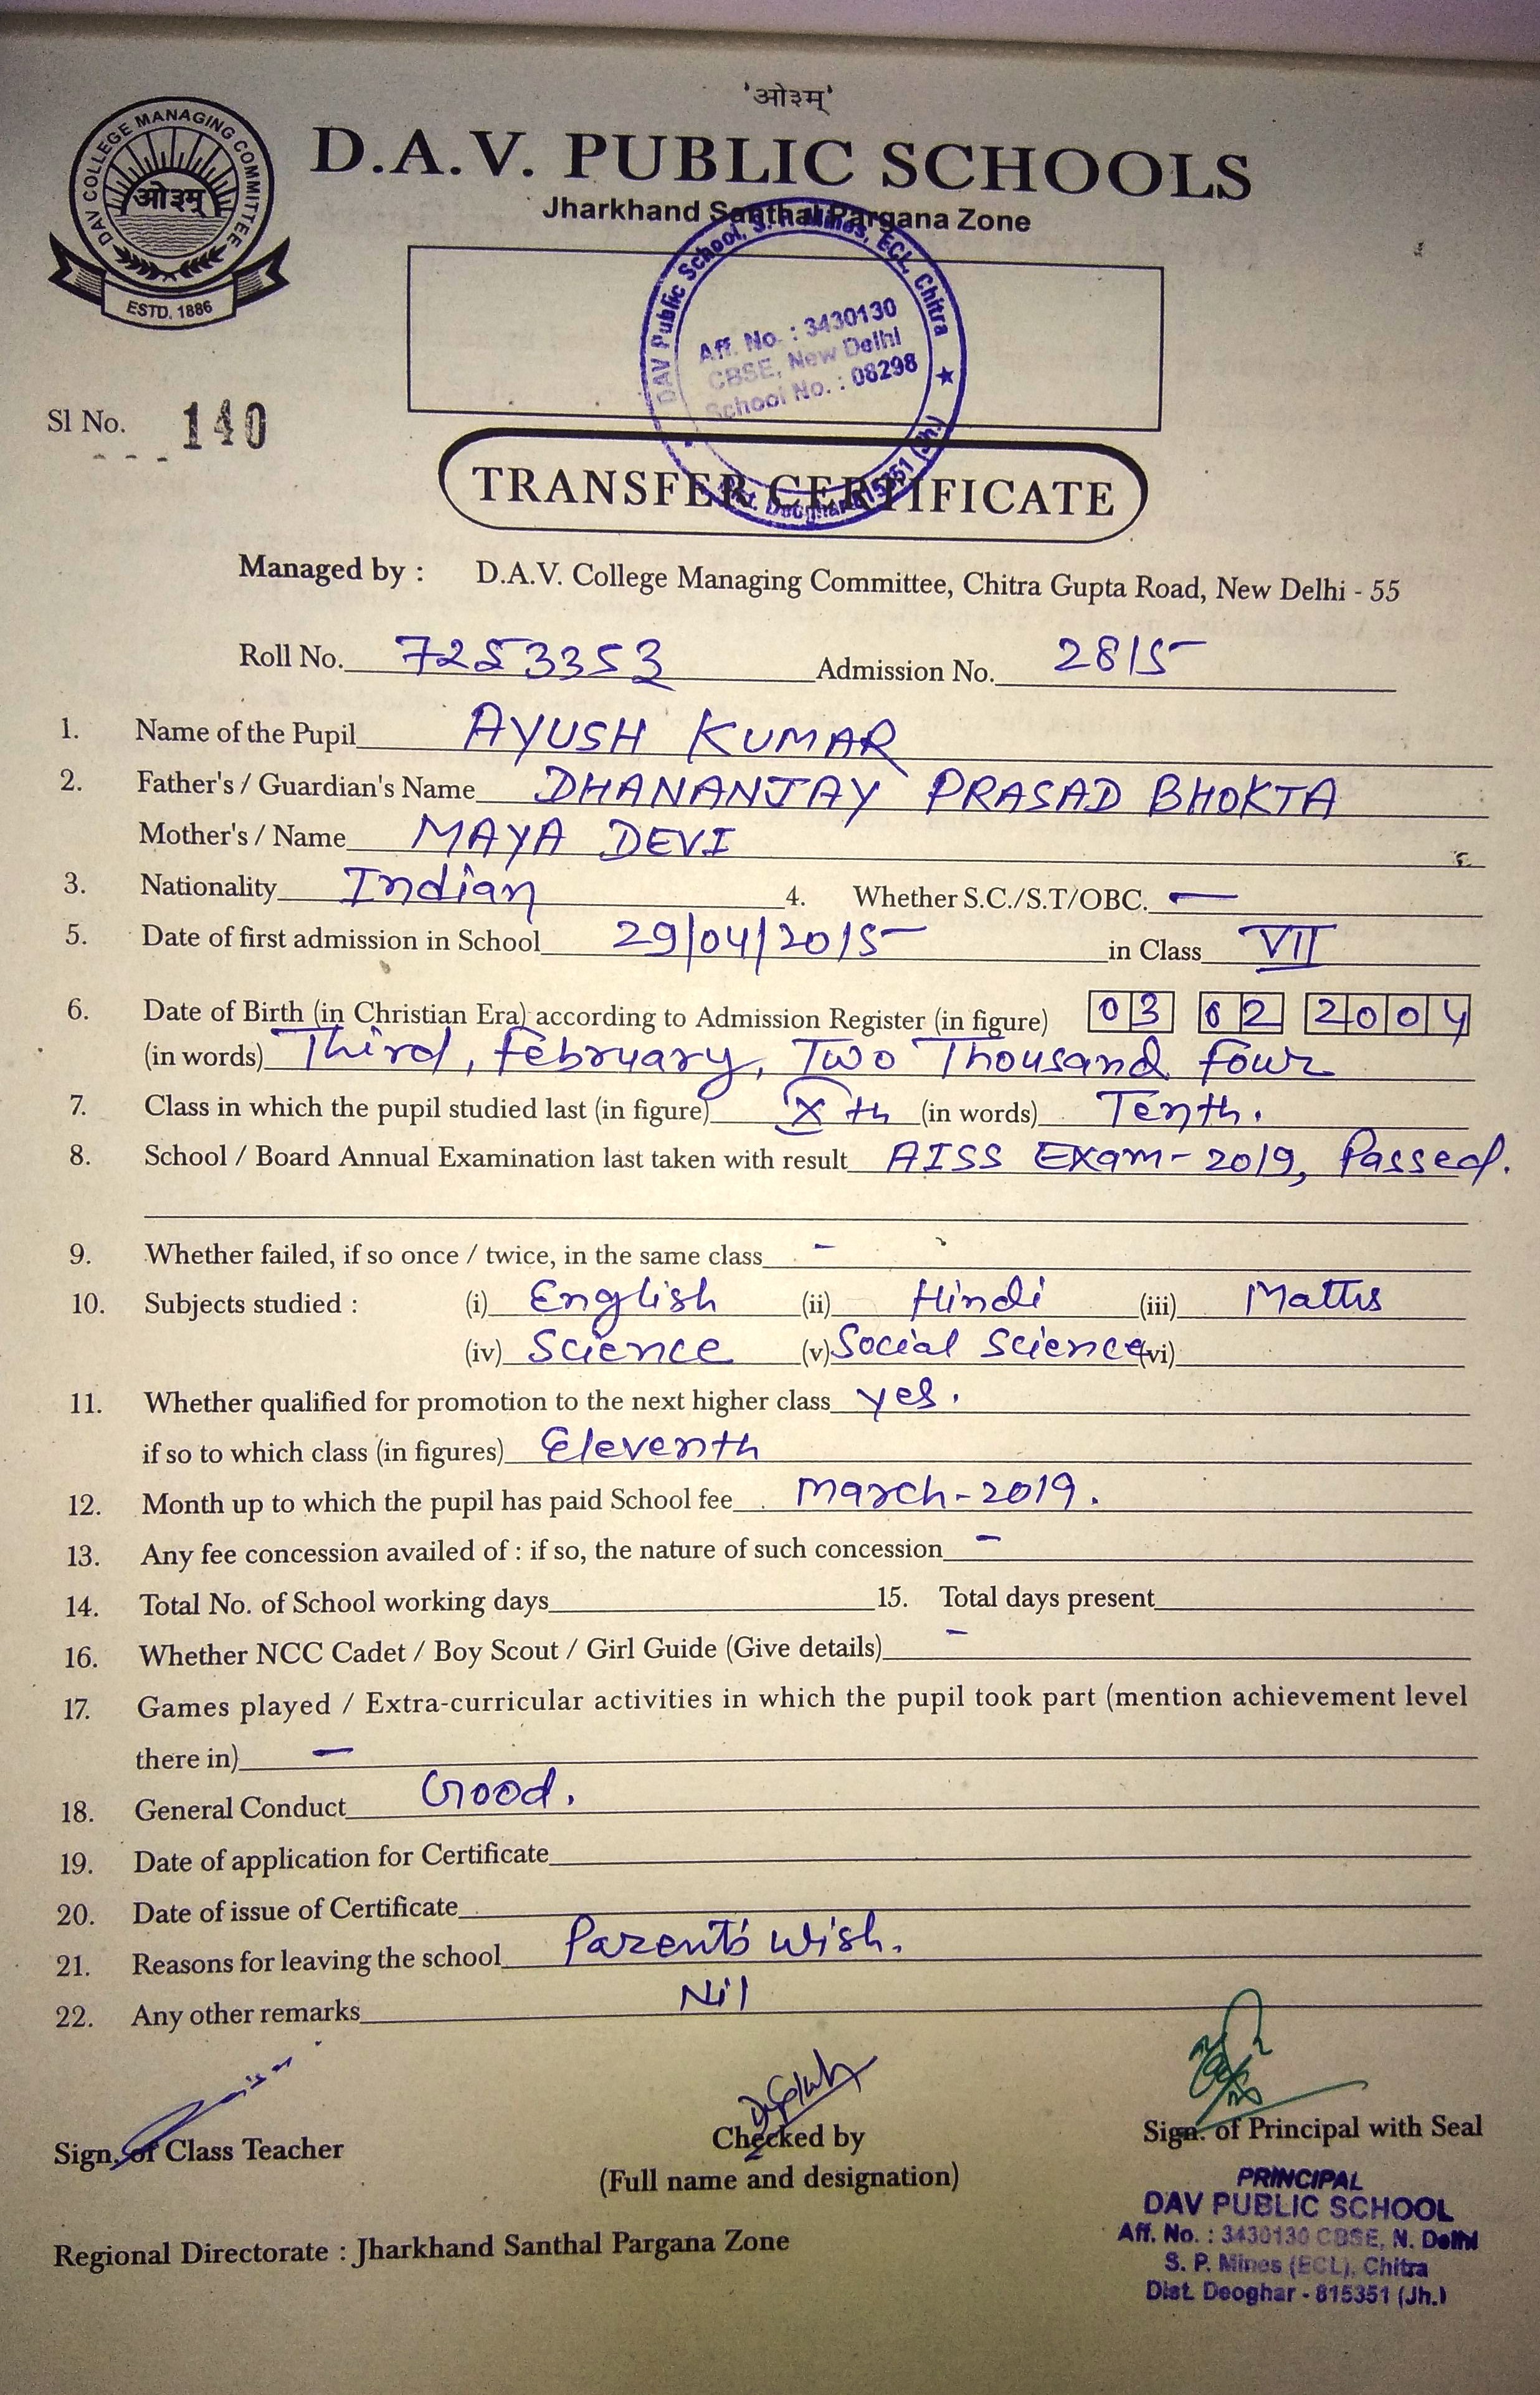 'ओ३म्'
DAV COLLEGE MANAGING COMMITTEE
ओ३म्
ESTD. 1886
D.A.V. PUBLIC SCHOOLS
Jharkhand Santhal Pargana Zone
DAV Public School, S. P. Mines, ECL, Chitra
Aff. No. : 3430130
CBSE, New Delhi
School No. : 08298
Dist. Deoghar-815351 (Jh.)
Sl No. 140
TRANSFER CERTIFICATE
Managed by : D.A.V. College Managing Committee, Chitra Gupta Road, New Delhi - 55
Roll No. 7253353 Admission No. 2815
1. Name of the Pupil AYUSH KUMAR
2. Father's / Guardian's Name DHANANJAY PRASAD BHOKTA
Mother's / Name MAYA DEVI
3. Nationality Indian 4. Whether S.C./S.T/OBC. —
5. Date of first admission in School 29/04/2015 in Class VII
6. Date of Birth (in Christian Era) according to Admission Register (in figure) 03 02 2004
(in words) Third, February, Two Thousand Four
7. Class in which the pupil studied last (in figure) Xth (in words) Tenth.
8. School / Board Annual Examination last taken with result AISS Exam-2019, Passed.
9. Whether failed, if so once / twice, in the same class -
10. Subjects studied : (i) English (ii) Hindi (iii) Maths
(iv) Science (v) Social Science (vi)
11. Whether qualified for promotion to the next higher class yes.
if so to which class (in figures) Eleventh
12. Month up to which the pupil has paid School fee March-2019.
13. Any fee concession availed of : if so, the nature of such concession -
14. Total No. of School working days 15. Total days present
16. Whether NCC Cadet / Boy Scout / Girl Guide (Give details) -
17. Games played / Extra-curricular activities in which the pupil took part (mention achievement level
there in) —
18. General Conduct Good.
19. Date of application for Certificate
20. Date of issue of Certificate
21. Reasons for leaving the school Parent's wish.
22. Any other remarks Nil
Sign. of Class Teacher
Checked by
(Full name and designation)
Sign. of Principal with Seal
PRINCIPAL
DAV PUBLIC SCHOOL
Aff. No. : 3430130 CBSE, N. Delhi
S. P. Mines (ECL), Chitra
Dist. Deoghar - 815351 (Jh.)
Regional Directorate : Jharkhand Santhal Pargana Zone